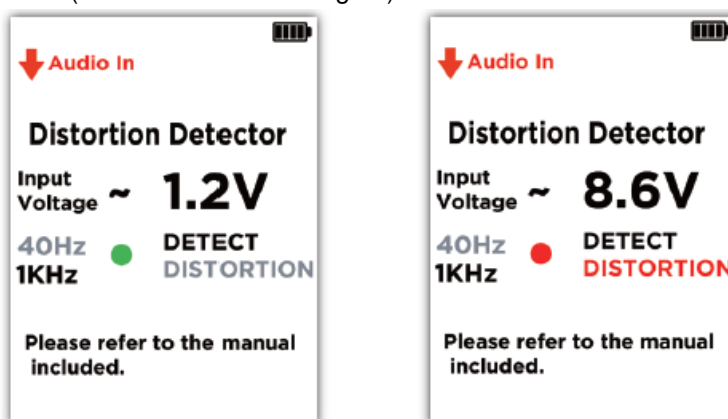 Audio In
Distortion Detector
Input
Voltage ~ 1.2V
40Hz
1KHz
DETECT
DISTORTION
Please refer to the manual
included.
Audio In
Distortion Detector
Input
Voltage ~ 8.6V
40Hz
1KHz
DETECT
DISTORTION
Please refer to the manual
included.